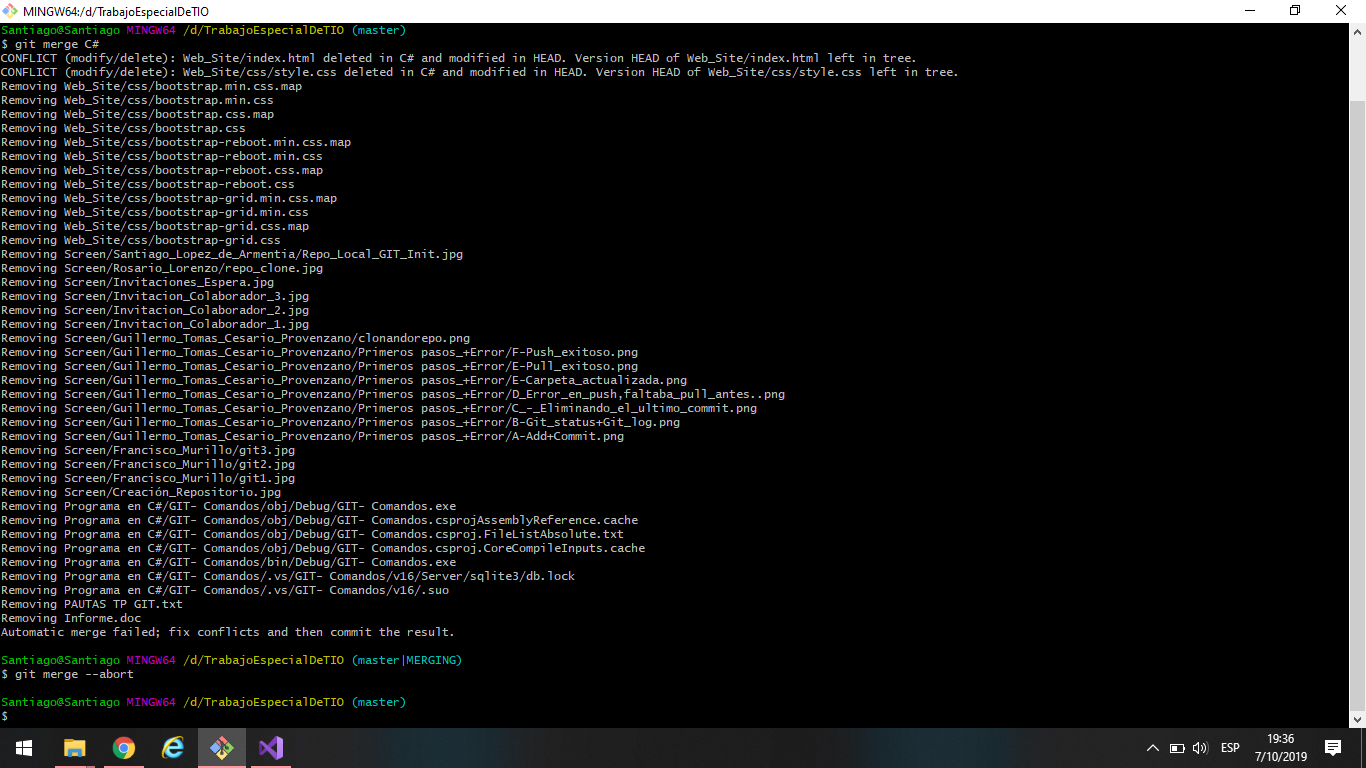 MINGW64:/d/TrabajoEspecialDeTIO
Santiago@Santiago MINGW64 /d/TrabajoEspecialDeTIO (master)
$ git merge C#
CONFLICT (modify/delete): Web_Site/index.html deleted in C# and modified in HEAD. Version HEAD of Web_Site/index.html left in tree.
CONFLICT (modify/delete): Web_Site/css/style.css deleted in C# and modified in HEAD. Version HEAD of Web_Site/css/style.css left in tree.
Removing Web_Site/css/bootstrap.min.css.map
Removing Web_Site/css/bootstrap.min.css
Removing Web_Site/css/bootstrap.css.map
Removing Web_Site/css/bootstrap.css
Removing Web_Site/css/bootstrap-reboot.min.css.map
Removing Web_Site/css/bootstrap-reboot.min.css
Removing Web_Site/css/bootstrap-reboot.css.map
Removing Web_Site/css/bootstrap-reboot.css
Removing Web_Site/css/bootstrap-grid.min.css.map
Removing Web_Site/css/bootstrap-grid.min.css
Removing Web_Site/css/bootstrap-grid.css.map
Removing Web_Site/css/bootstrap-grid.css
Removing Screen/Santiago_Lopez_de_Armentia/Repo_Local_GIT_Init.jpg
Removing Screen/Rosario_Lorenzo/repo_clone.jpg
Removing Screen/Invitaciones_Espera.jpg
Removing Screen/Invitacion_Colaborador_3.jpg
Removing Screen/Invitacion_Colaborador_2.jpg
Removing Screen/Invitacion_Colaborador_1.jpg
Removing Screen/Guillermo_Tomas_Cesario_Provenzano/clonandorepo.png
Removing Screen/Guillermo_Tomas_Cesario_Provenzano/Primeros pasos_+Error/F-Push_exitoso.png
Removing Screen/Guillermo_Tomas_Cesario_Provenzano/Primeros pasos_+Error/E-Pull_exitoso.png
Removing Screen/Guillermo_Tomas_Cesario_Provenzano/Primeros pasos_+Error/E-Carpeta_actualizada.png
Removing Screen/Guillermo_Tomas_Cesario_Provenzano/Primeros pasos_+Error/D_Error_en_push,faltaba_pull_antes..png
Removing Screen/Guillermo_Tomas_Cesario_Provenzano/Primeros pasos_+Error/C_-_Eliminando_el_ultimo_commit.png
Removing Screen/Guillermo_Tomas_Cesario_Provenzano/Primeros pasos_+Error/B-Git_status+Git_log.png
Removing Screen/Guillermo_Tomas_Cesario_Provenzano/Primeros pasos_+Error/A-Add+Commit.png
Removing Screen/Francisco_Murillo/git3.jpg
Removing Screen/Francisco_Murillo/git2.jpg
Removing Screen/Francisco_Murillo/git1.jpg
Removing Screen/Creación_Repositorio.jpg
Removing Programa en C#/GIT- Comandos/obj/Debug/GIT- Comandos.exe
Removing Programa en C#/GIT- Comandos/obj/Debug/GIT- Comandos.csprojAssemblyReference.cache
Removing Programa en C#/GIT- Comandos/obj/Debug/GIT- Comandos.csproj.FileListAbsolute.txt
Removing Programa en C#/GIT- Comandos/obj/Debug/GIT- Comandos.csproj.CoreCompileInputs.cache
Removing Programa en C#/GIT- Comandos/bin/Debug/GIT- Comandos.exe
Removing Programa en C#/GIT- Comandos/.vs/GIT- Comandos/v16/Server/sqlite3/db.lock
Removing Programa en C#/GIT- Comandos/.vs/GIT- Comandos/v16/.suo
Removing PAUTAS TP GIT.txt
Removing Informe.doc
Automatic merge failed; fix conflicts and then commit the result.
Santiago@Santiago MINGW64 /d/TrabajoEspecialDeTIO (master|MERGING)
$ git merge --abort
Santiago@Santiago MINGW64 /d/TrabajoEspecialDeTIO (master)
$
ESP
19:36
7/10/2019